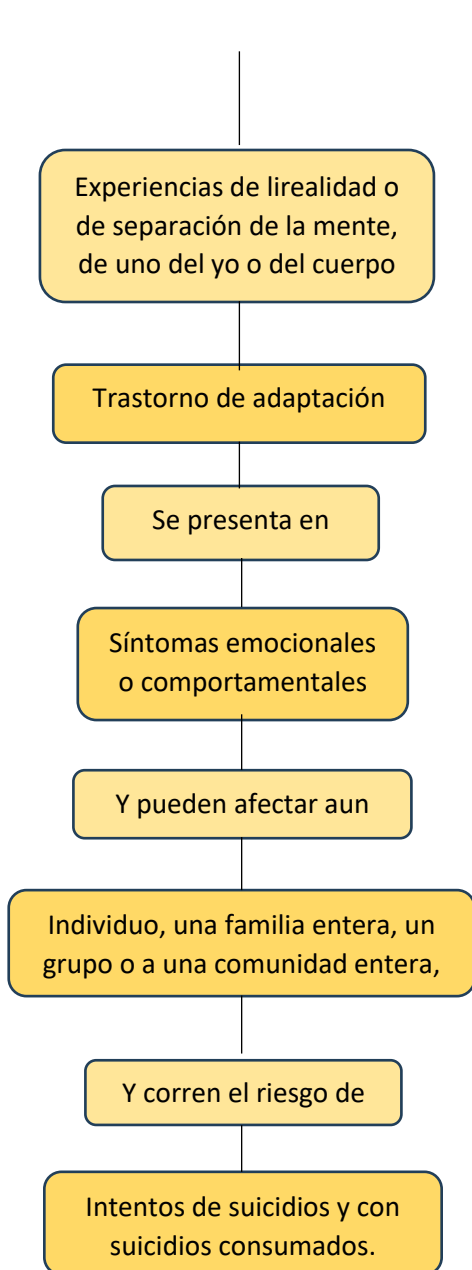 Experiencias de lirealidad o
de separación de la mente,
de uno del yo o del cuerpo
Trastorno de adaptación
Se presenta en
Síntomas emocionales
o comportamentales
Y pueden afectar aun
Individuo, una familia entera, un
grupo o a una comunidad entera,
Y corren el riesgo de
Intentos de suicidios y con
suicidios consumados.